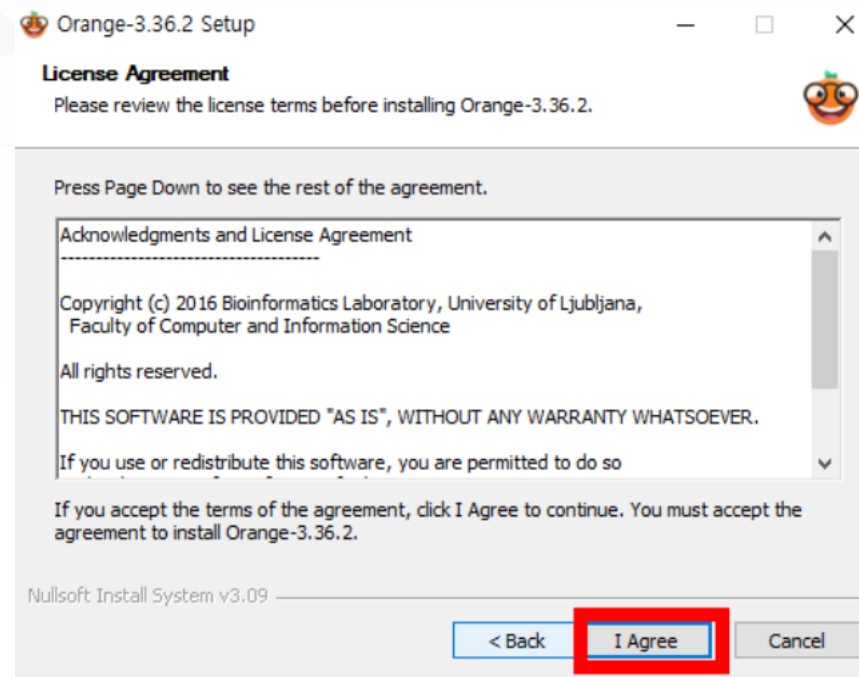 Orange-3.36.2 Setup
License Agreement
Please review the license terms before installing Orange-3.36.2.
Press Page Down to see the rest of the agreement.
Acknowledgments and License Agreement
-------------------------------------
Copyright (c) 2016 Bioinformatics Laboratory, University of Ljubljana,
Faculty of Computer and Information Science
All rights reserved.
THIS SOFTWARE IS PROVIDED "AS IS", WITHOUT ANY WARRANTY WHATSOEVER.
If you use or redistribute this software, you are permitted to do so
If you accept the terms of the agreement, click I Agree to continue. You must accept the
agreement to install Orange-3.36.2.
Nullsoft Install System v3.09
< Back
I Agree
Cancel